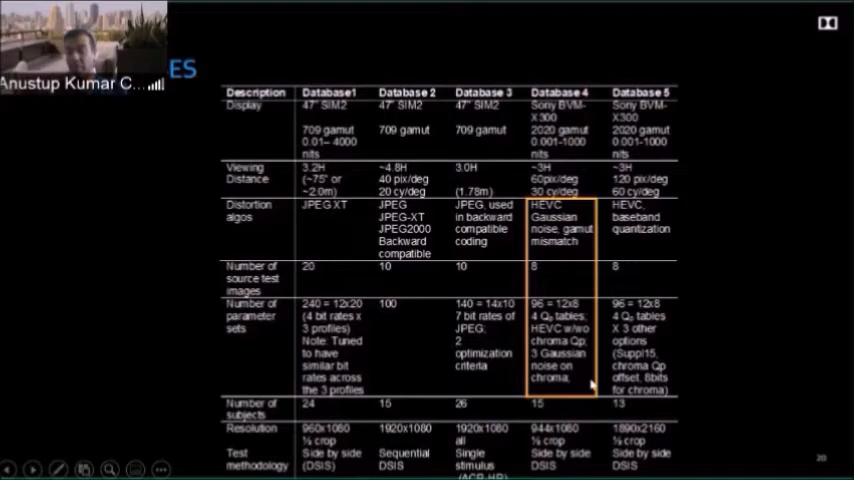 Anustup Kumar C...
ES
Description Database1 Database 2 Database 3 Database 4 Database 5
Display 47" SIM2 47" SIM2 47" SIM2 Sony BVM- Sony BVM-
X300 X300
709 gamut 709 gamut 709 gamut 2020 gamut 2020 gamut
0.01– 4000 0.001-1000 0.001-1000
nits nits nits
Viewing 3.2H ~4.8H 3.0H ~3H ~3H
Distance (~75" or 40 pix/deg 60pix/deg 120 pix/deg
~2.0m) 20 cy/deg (1.78m) 30 cy/deg 60 cy/deg
Distortion JPEG XT JPEG JPEG, used HEVC HEVC,
algos JPEG-XT in backward Gaussian baseband
JPEG2000 compatible noise, gamut quantization
Backward coding mismatch
compatible
Number of 20 10 10 8 8
source test
images
Number of 240 = 12x20 100 140 = 14x10 96 = 12x8 96 = 12x8
parameter (4 bit rates x 7 bit rates of 4 Qp tables; 4 Qp tables
sets 3 profiles) JPEG; HEVC w/wo X 3 other
Note: Tuned 2 chroma Qp; options
to have optimization 3 Gaussian (Suppl15,
similar bit criteria noise on chroma Qp
rates across chroma; offset, 8bits
the 3 profiles for chroma)
Number of 24 15 26 15 13
subjects
Resolution 960x1080 1920x1080 1920x1080 944x1080 1890x2160
½ crop all ½ crop ½ crop
Test Side by side Sequential Single Side by side Side by side
methodology (DSIS) DSIS stimulus DSIS DSIS
(ACR-HR)
20